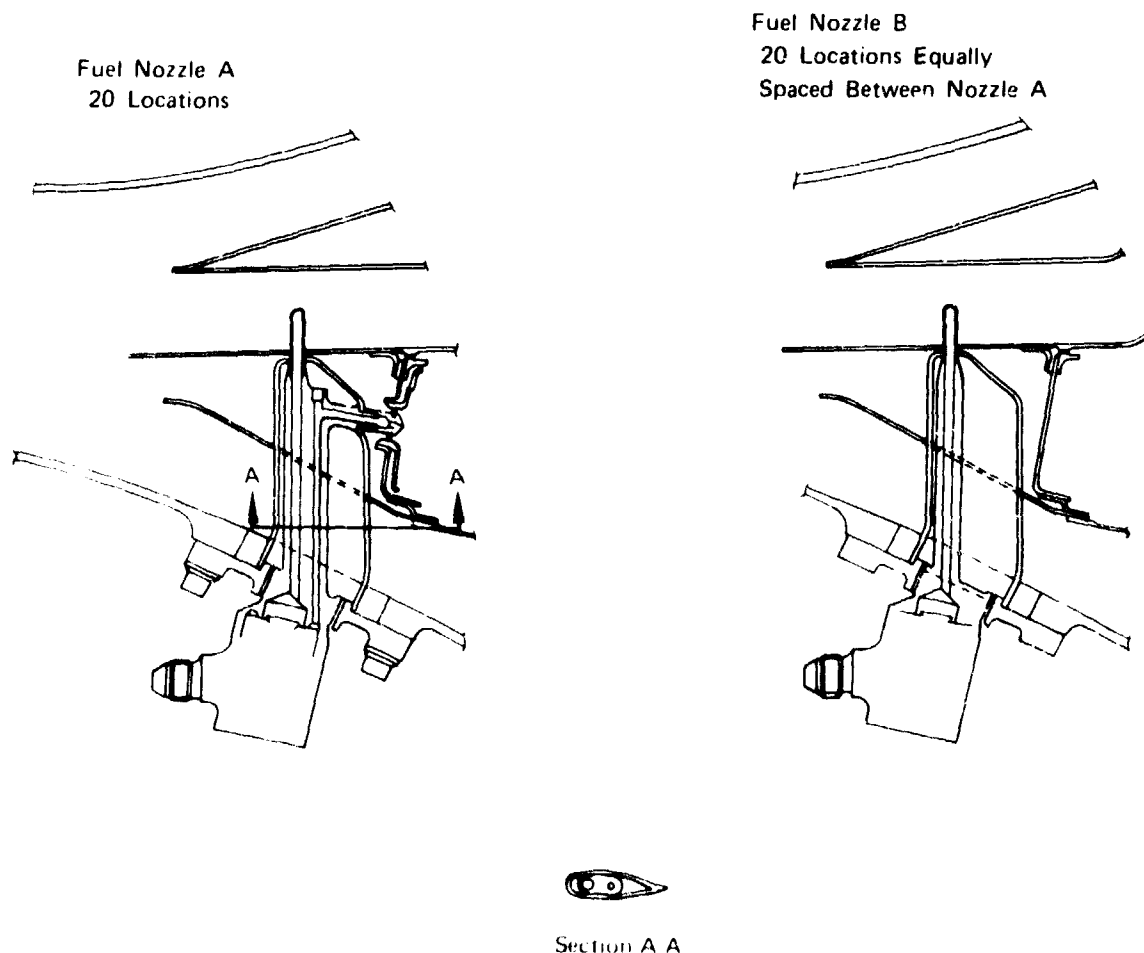 Fuel Nozzle A
20 Locations
Fuel Nozzle B
20 Locations Equally
Spaced Between Nozzle A
A
A
Section A A